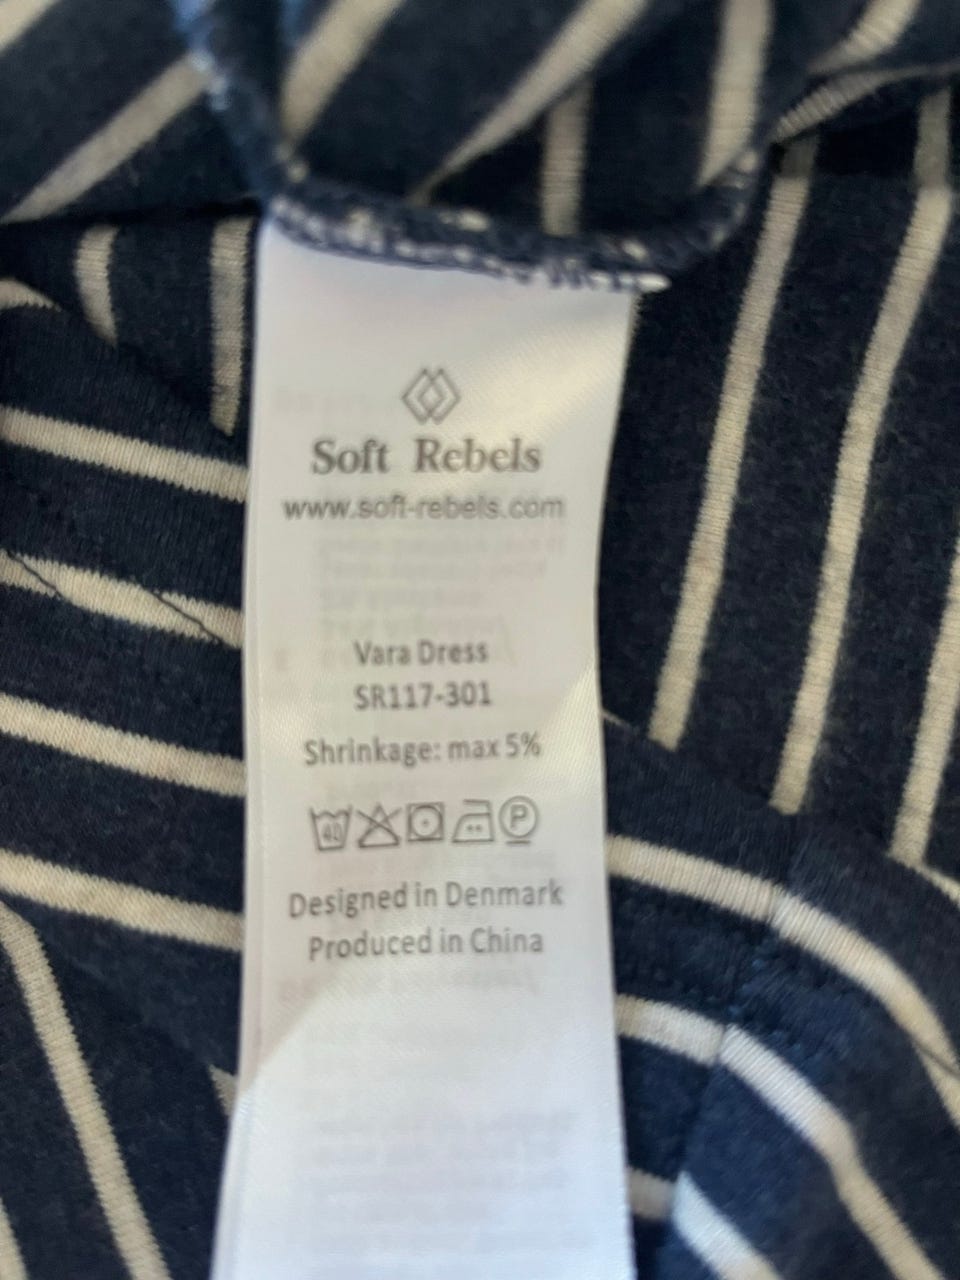 Soft Rebels
www.soft-rebels.com
Vara Dress
SR117-301
Shrinkage: max 5%
40 P
Designed in Denmark
Produced in China